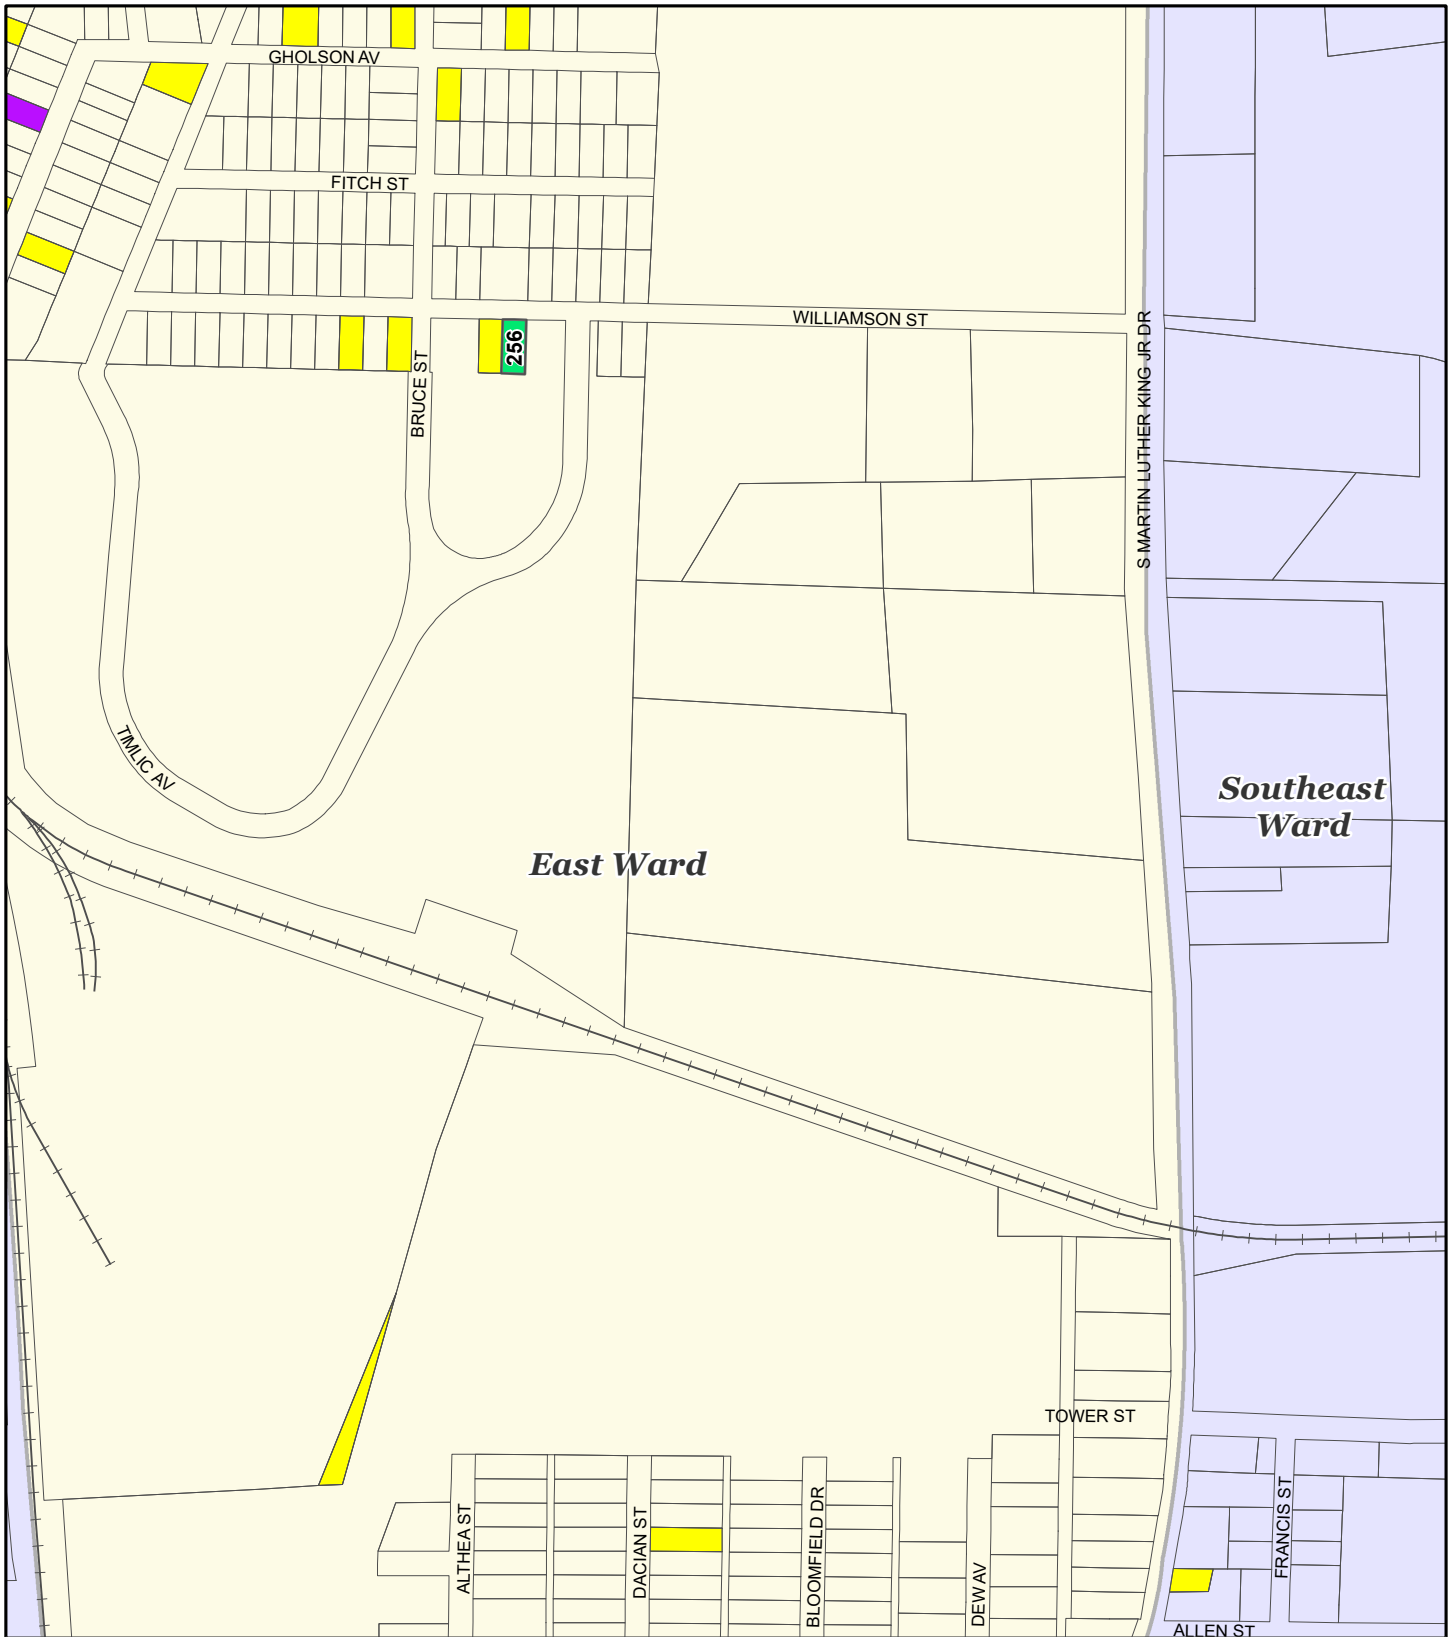 GHOLSON AV
FITCH ST
WILLIAMSON ST
256
BRUCE ST
S MARTIN LUTHER KING JR DR
TIMLIC AV
Southeast
Ward
East Ward
TOWER ST
ALTHEA ST
DACIAN ST
BLOOMFIELD DR
DEW AV
FRANCIS ST
ALLEN ST